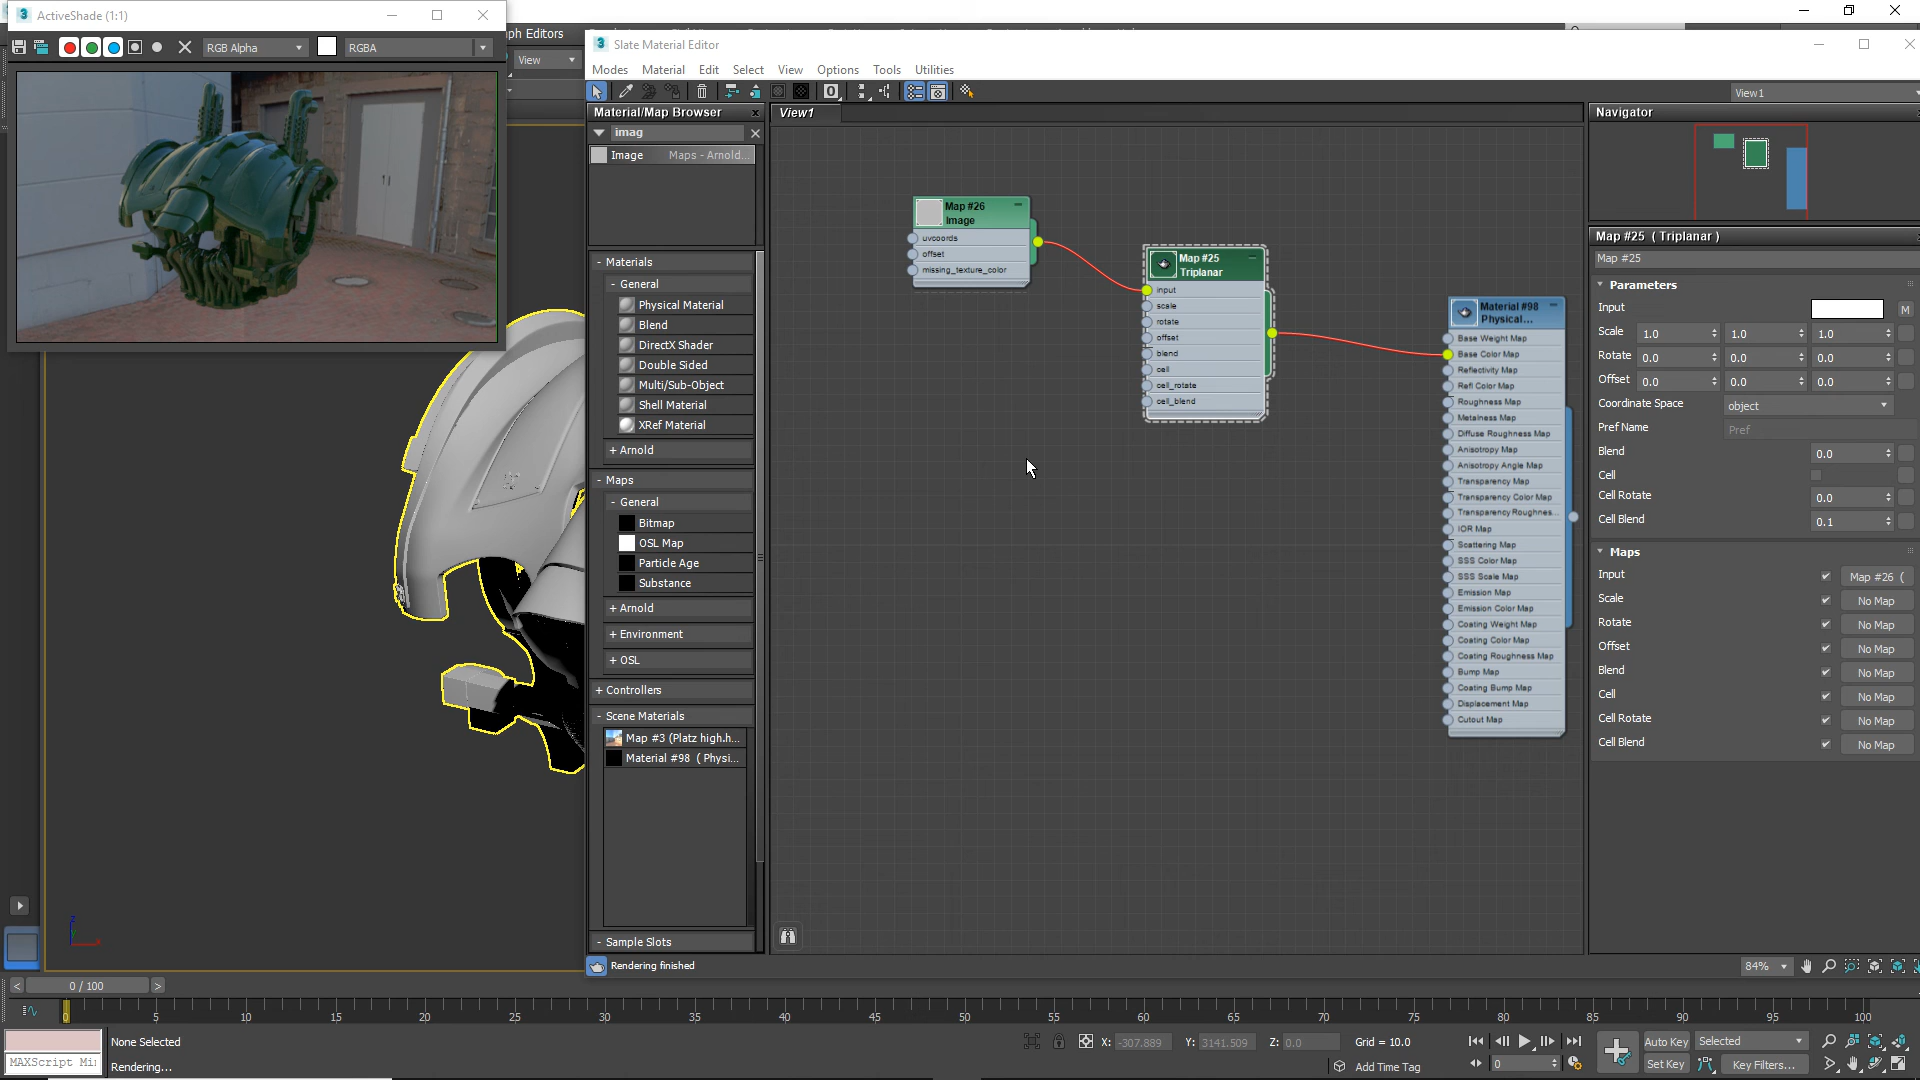 ActiveShade (1:1)
RGB Alpha
RGBA
ph Editors
View
Slate Material Editor
Modes Material Edit Select View Options Tools Utilities
View1
Material/Map Browser
imag
Image Maps - Arnold...
- Materials
- General
Physical Material
Blend
DirectX Shader
Double Sided
Multi/Sub-Object
Shell Material
XRef Material
+ Arnold
- Maps
- General
Bitmap
OSL Map
Particle Age
Substance
+ Arnold
+ Environment
+ OSL
+ Controllers
- Scene Materials
Map #3 (Platz high.h...
Material #98 ( Physi...
- Sample Slots
Rendering finished
View1
Map #26
Image
uvcoords
offset
missing_texture_color
Map #25
Triplanar
input
scale
rotate
offset
blend
cell
cell_rotate
cell_blend
Material #98
Physical...
Base Weight Map
Base Color Map
Reflectivity Map
Refl Color Map
Roughness Map
Metalness Map
Diffuse Roughness Map
Anisotropy Map
Anisotropy Angle Map
Transparency Map
Transparency Color Map
Transparency Roughnes...
IOR Map
Scattering Map
SSS Color Map
SSS Scale Map
Emission Map
Emission Color Map
Coating Weight Map
Coating Color Map
Coating Roughness Map
Bump Map
Coating Bump Map
Displacement Map
Cutout Map
Navigator
Map #25 ( Triplanar )
Map #25
Parameters
Input M
Scale 1.0 1.0 1.0
Rotate 0.0 0.0 0.0
Offset 0.0 0.0 0.0
Coordinate Space object
Pref Name Pref
Blend 0.0
Cell
Cell Rotate 0.0
Cell Blend 0.1
Maps
Input Map #26 (
Scale No Map
Rotate No Map
Offset No Map
Blend No Map
Cell No Map
Cell Rotate No Map
Cell Blend No Map
84%
z
x
< 0 / 100 >
0 5 10 15 20 25 30 35 40 45 50 55 60 65 70 75 80 85 90 95 100
None Selected
X: -307.889 Y: 3141.509 Z: 0.0 Grid = 10.0
Auto Key Selected
MAXScript Mi
Rendering...
Add Time Tag
0
Set Key Key Filters...